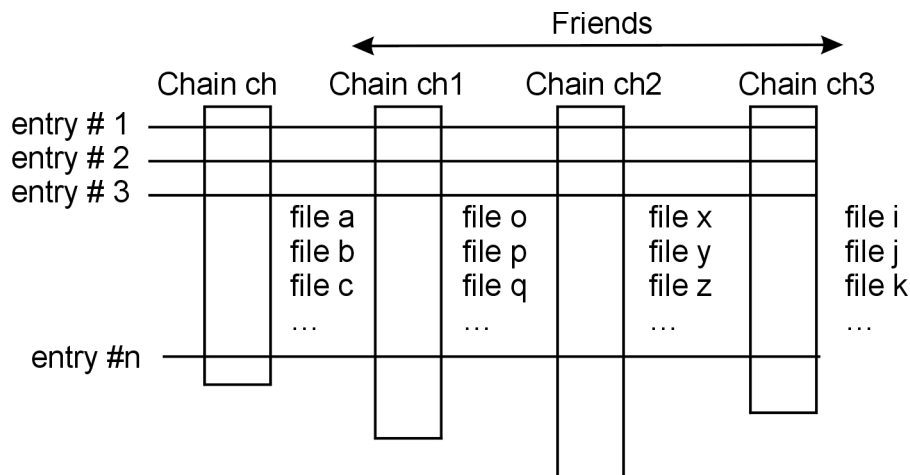 Friends
Chain ch Chain ch1 Chain ch2 Chain ch3
entry # 1
entry # 2
entry # 3
file a file o file x file i
file b file p file y file j
file c file q file z file k
... ... ... ...
entry #n